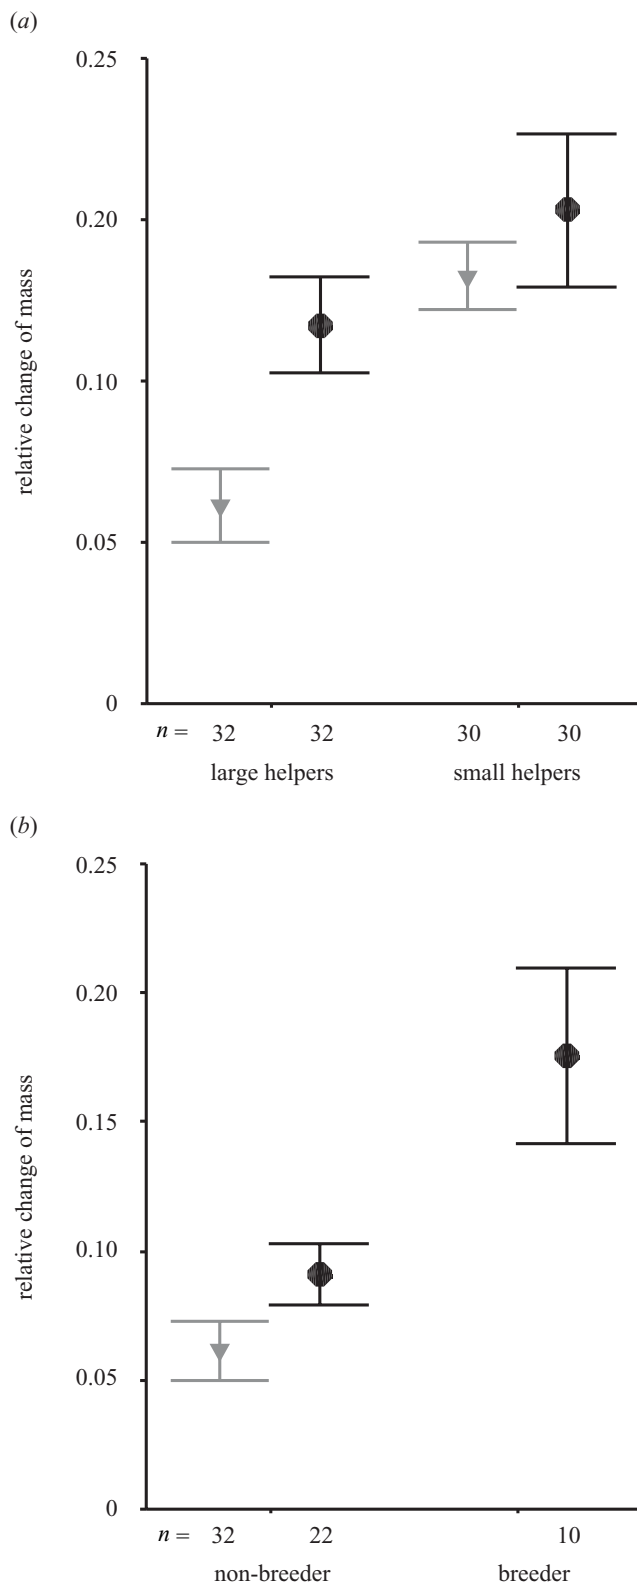 (a)
0.25
0.20
0.10
0.05
0
relative change of mass
n = 32 32 30 30
large helpers small helpers
(b)
0.25
0.20
0.15
0.10
0.05
0
relative change of mass
n = 32 22 10
non-breeder breeder